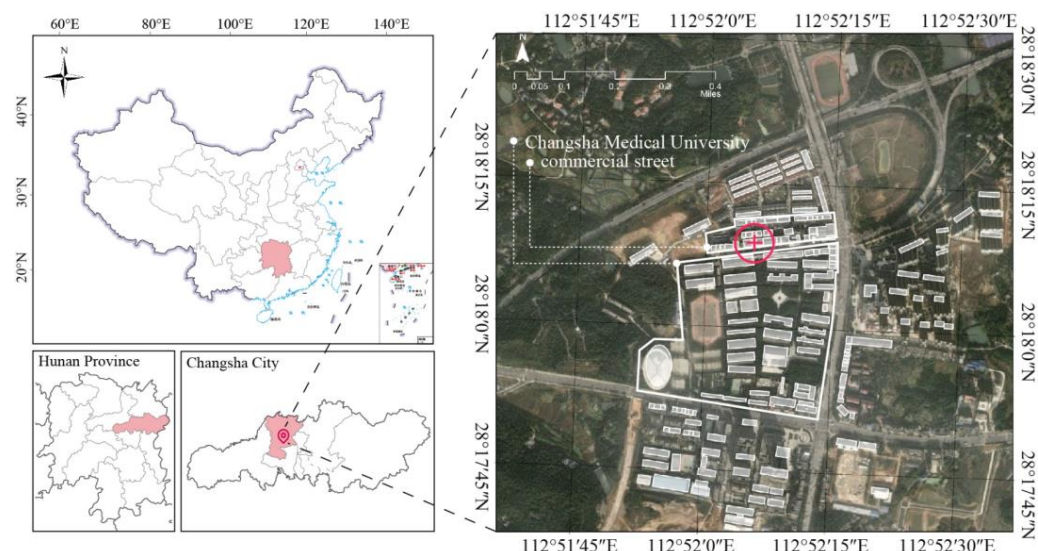 60°E 80°E 100°E 120°E 140°E
N
40°N
30°N
20°N
Hunan Province
Changsha City
112°51′45″E 112°52′0″E 112°52′15″E 112°52′30″E
N
0 0.05 0.1 0.2 0.3 0.4
Miles
Changsha Medical University
commercial street
28°18′15″N
28°18′0″N
28°17′45″N
28°18′30″N
28°18′15″N
28°18′0″N
28°17′45″N
112°51′45″E 112°52′0″E 112°52′15″E 112°52′30″E